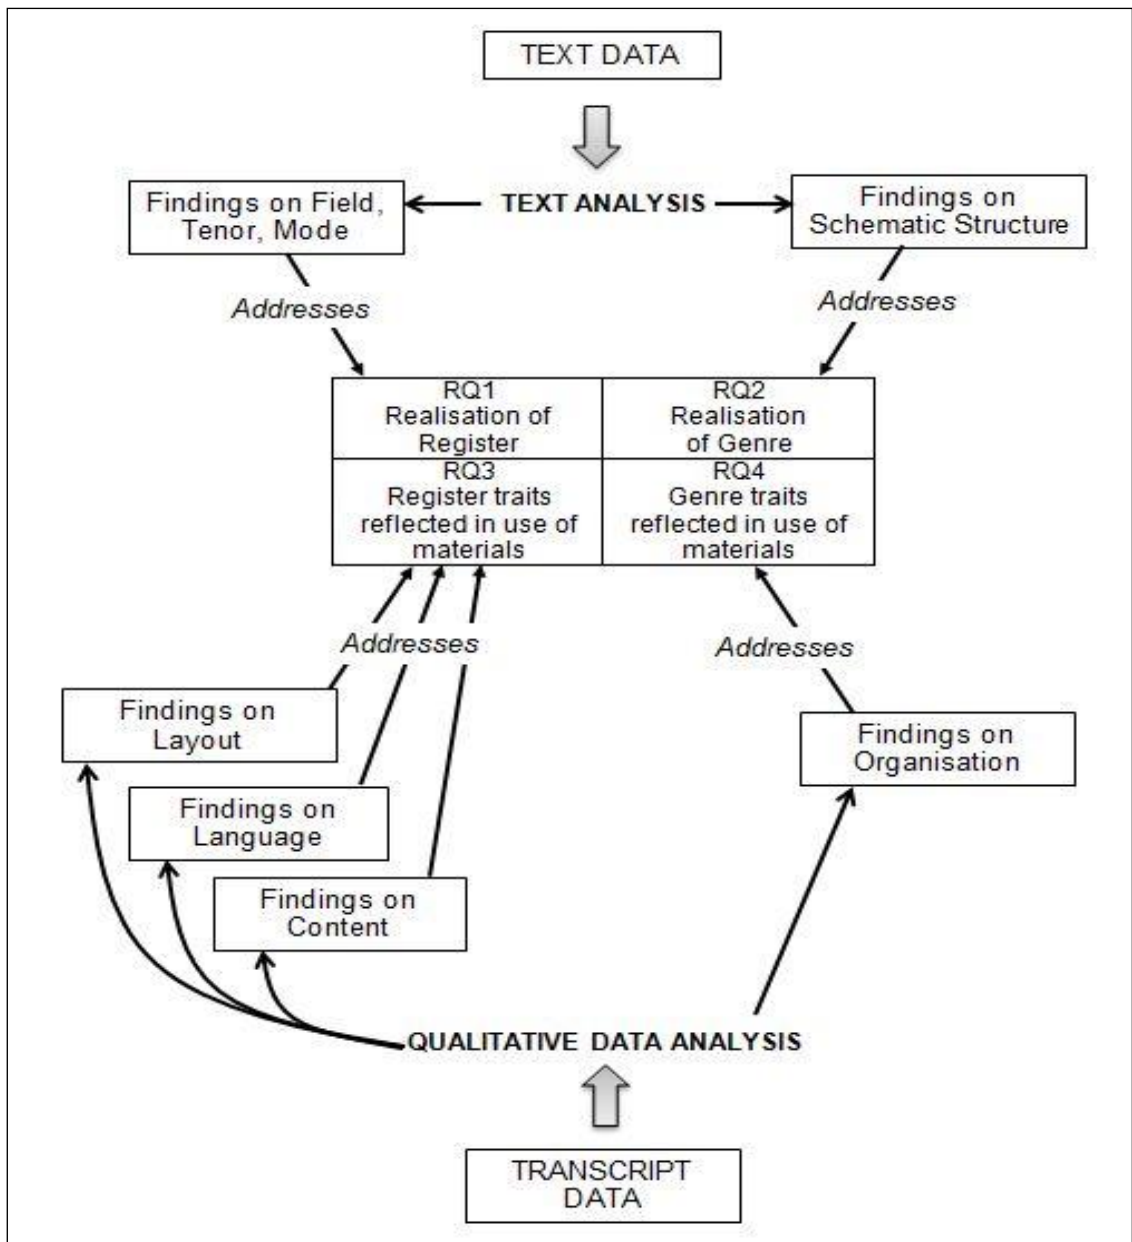 TEXT DATA
Findings on Field,
Tenor, Mode
TEXT ANALYSIS
Findings on
Schematic Structure
Addresses
Addresses
RQ1
Realisation of
Register
RQ2
Realisation
of Genre
RQ3
Register traits
reflected in use of
materials
RQ4
Genre traits
reflected in use of
materials
Addresses
Addresses
Findings on
Layout
Findings on
Organisation
Findings on
Language
Findings on
Content
QUALITATIVE DATA ANALYSIS
TRANSCRIPT
DATA